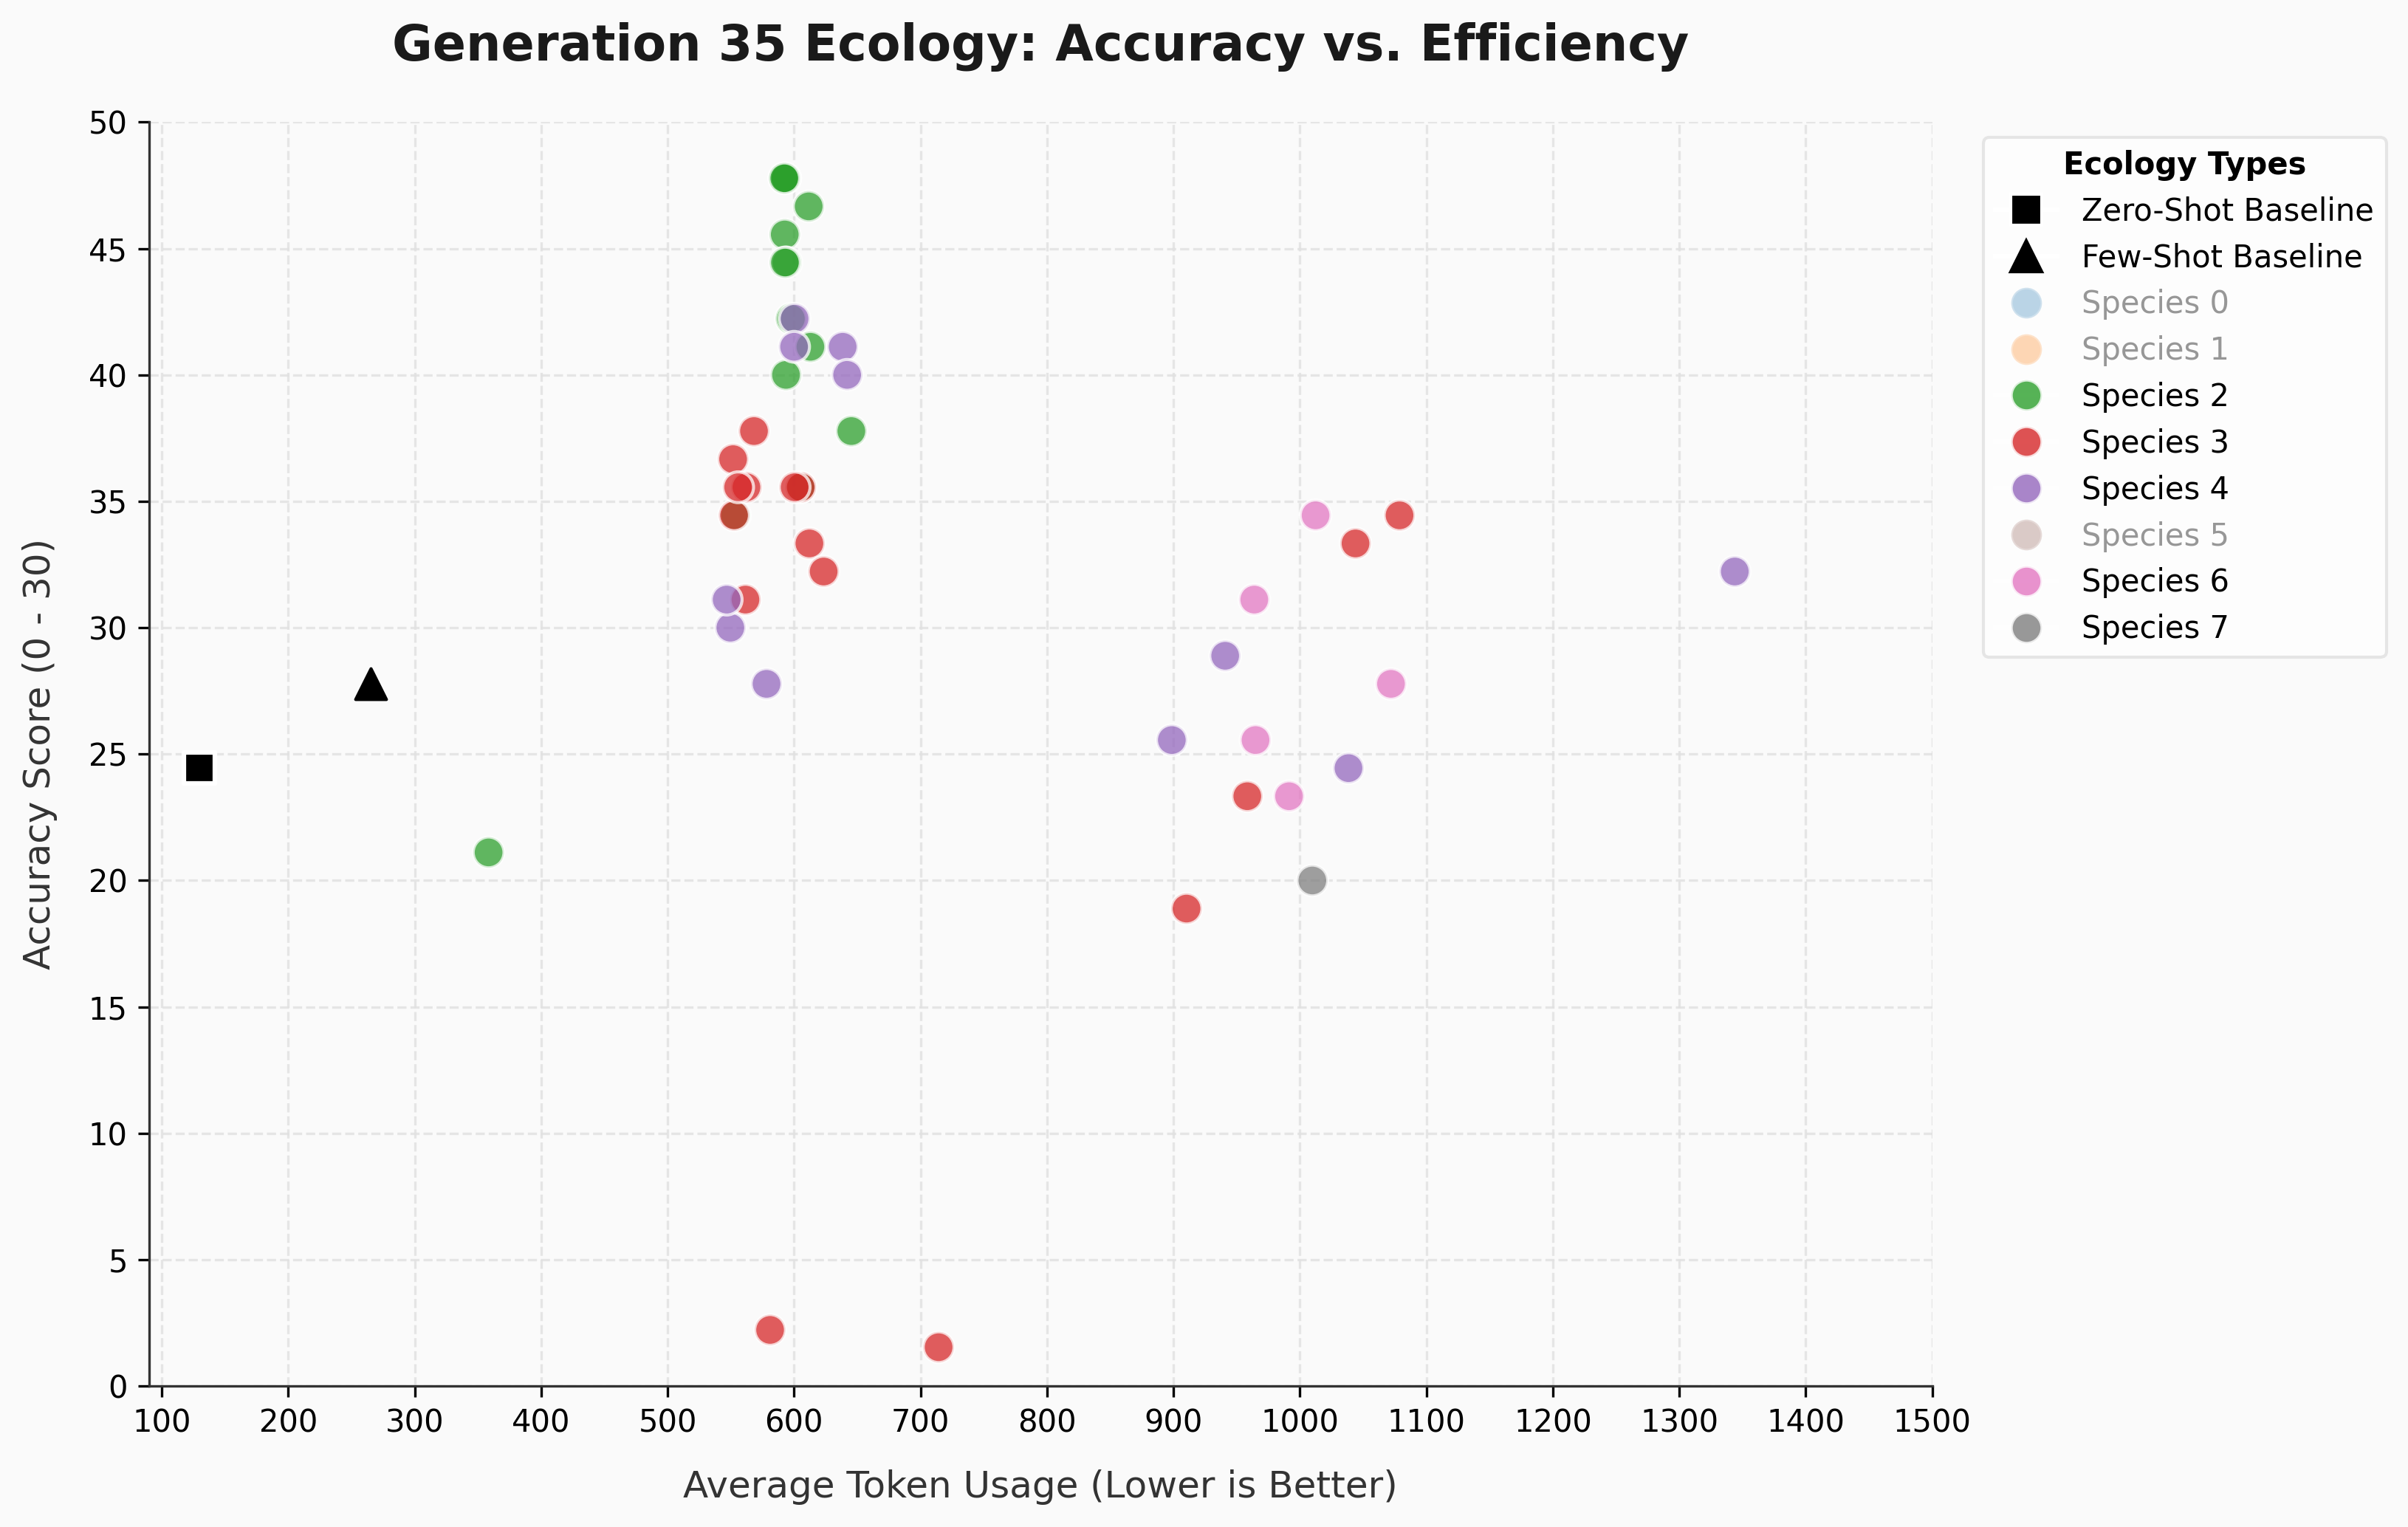 Generation 35 Ecology: Accuracy vs. Efficiency
Accuracy Score (0 - 30)
50
45
40
35
30
25
20
15
10
5
0
100 200 300 400 500 600 700 800 900 1000 1100 1200 1300 1400 1500
Average Token Usage (Lower is Better)
Ecology Types
Zero-Shot Baseline
Few-Shot Baseline
Species 0
Species 1
Species 2
Species 3
Species 4
Species 5
Species 6
Species 7